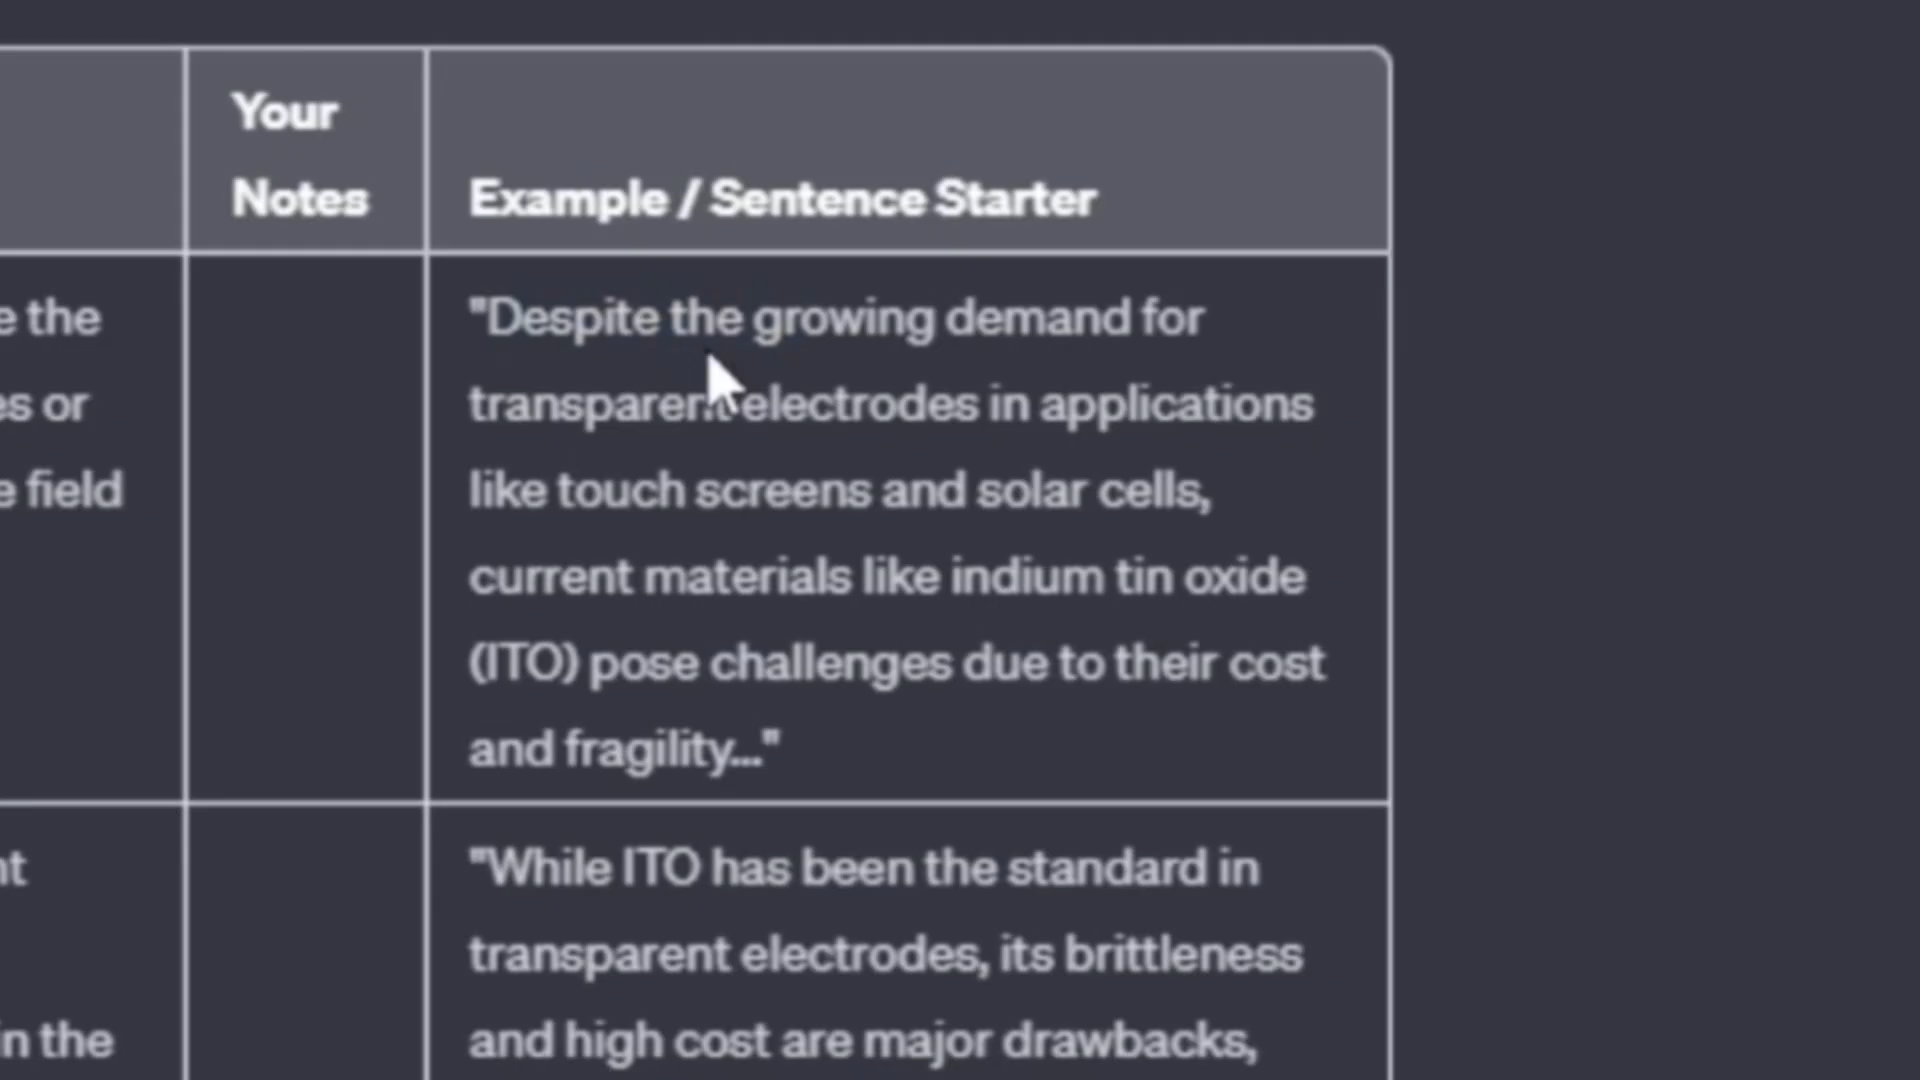 Your
Notes
Example / Sentence Starter
e the
es or
e field
"Despite the growing demand for
transparent electrodes in applications
like touch screens and solar cells,
current materials like indium tin oxide
(ITO) pose challenges due to their cost
and fragility..."
nt
in the
"While ITO has been the standard in
transparent electrodes, its brittleness
and high cost are major drawbacks,